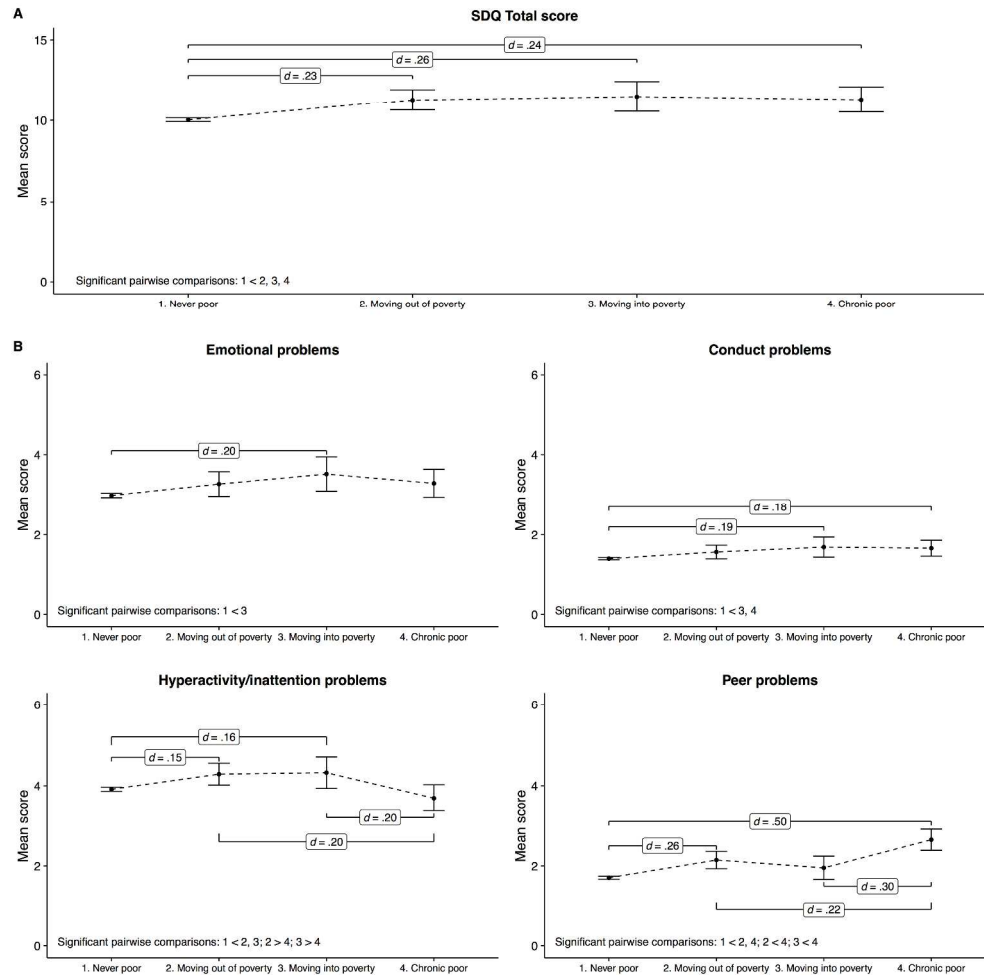 A
SDQ Total score
15
10
5
0
Mean score
d = .24
d = .26
d = .23
Significant pairwise comparisons: 1 < 2, 3, 4
1. Never poor
2. Moving out of poverty
3. Moving into poverty
4. Chronic poor
B
Emotional problems
6
4
2
0
Mean score
d = .20
Significant pairwise comparisons: 1 < 3
1. Never poor
2. Moving out of poverty
3. Moving into poverty
4. Chronic poor
Conduct problems
6
4
2
0
Mean score
d = .18
d = .19
Significant pairwise comparisons: 1 < 3, 4
1. Never poor
2. Moving out of poverty
3. Moving into poverty
4. Chronic poor
Hyperactivity/inattention problems
6
4
2
0
Mean score
d = .16
d = .15
d = .20
d = .20
Significant pairwise comparisons: 1 < 2, 3; 2 > 4; 3 > 4
1. Never poor
2. Moving out of poverty
3. Moving into poverty
4. Chronic poor
Peer problems
6
4
2
0
Mean score
d = .50
d = .26
d = .30
d = .22
Significant pairwise comparisons: 1 < 2, 4; 2 < 4; 3 < 4
1. Never poor
2. Moving out of poverty
3. Moving into poverty
4. Chronic poor